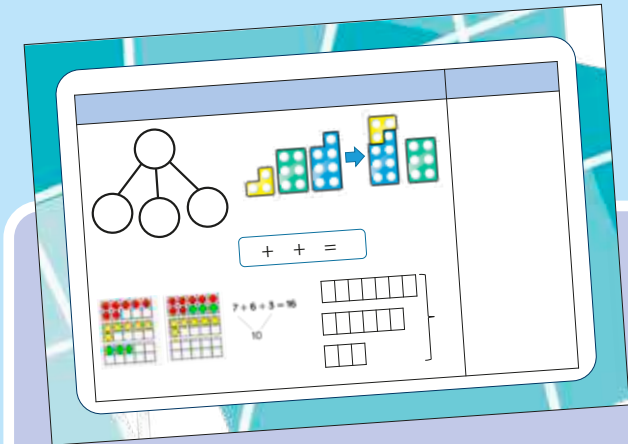 + + =
7 + 6 + 3 = 16
10